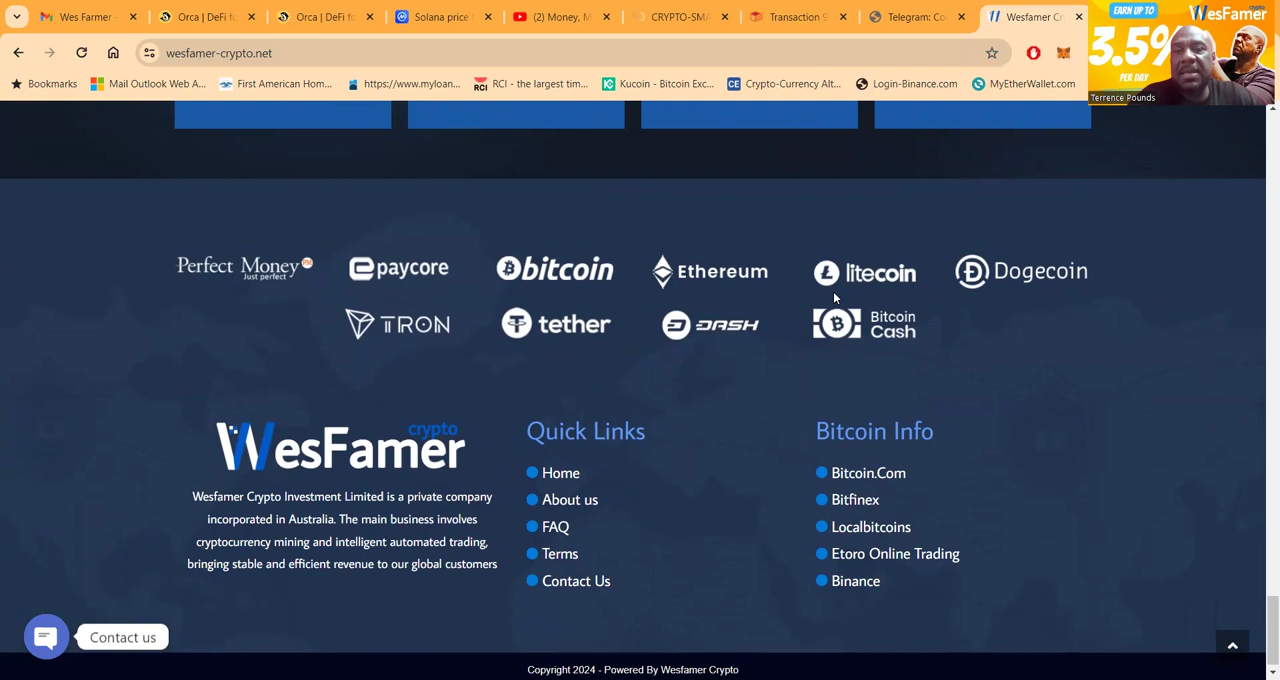 Wes Farmer -
Orca | DeFi fo
Orca | DeFi fo
Solana price
(2) Money, M
CRYPTO-SMA
Transaction 9
Telegram: Co
Wesfamer C
wesfamer-crypto.net
Bookmarks
Mail Outlook Web A...
First American Hom...
https://www.myloan...
RCI - the largest tim...
Kucoin - Bitcoin Exc...
Crypto-Currency Alt...
Login-Binance.com
MyEtherWallet.com
EARN UP TO
3.5%
PER DAY
WesFamer
crypto
Terrence Pounds
Perfect Money PM
Just perfect
paycore
bitcoin
Ethereum
litecoin
Dogecoin
TRON
tether
DASH
Bitcoin
Cash
crypto
WesFamer
Wesfamer Crypto Investment Limited is a private company
incorporated in Australia. The main business involves
cryptocurrency mining and intelligent automated trading,
bringing stable and efficient revenue to our global customers
Quick Links
Home
About us
FAQ
Terms
Contact Us
Bitcoin Info
Bitcoin.Com
Bitfinex
Localbitcoins
Etoro Online Trading
Binance
Contact us
Copyright 2024 - Powered By Wesfamer Crypto